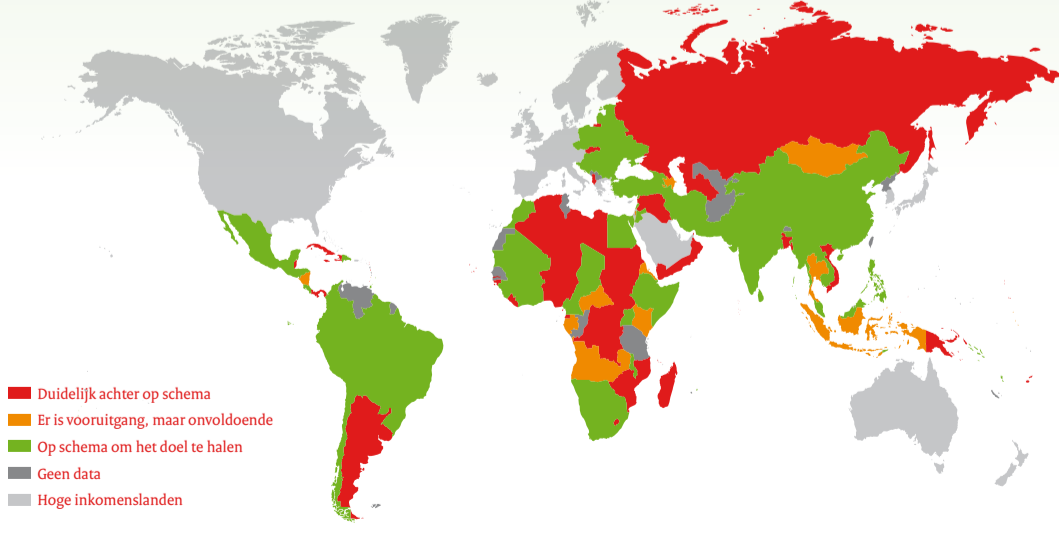 Duidelijk achter op schema
Er is vooruitgang, maar onvoldoende
Op schema om het doel te halen
Geen data
Hoge inkomenslanden